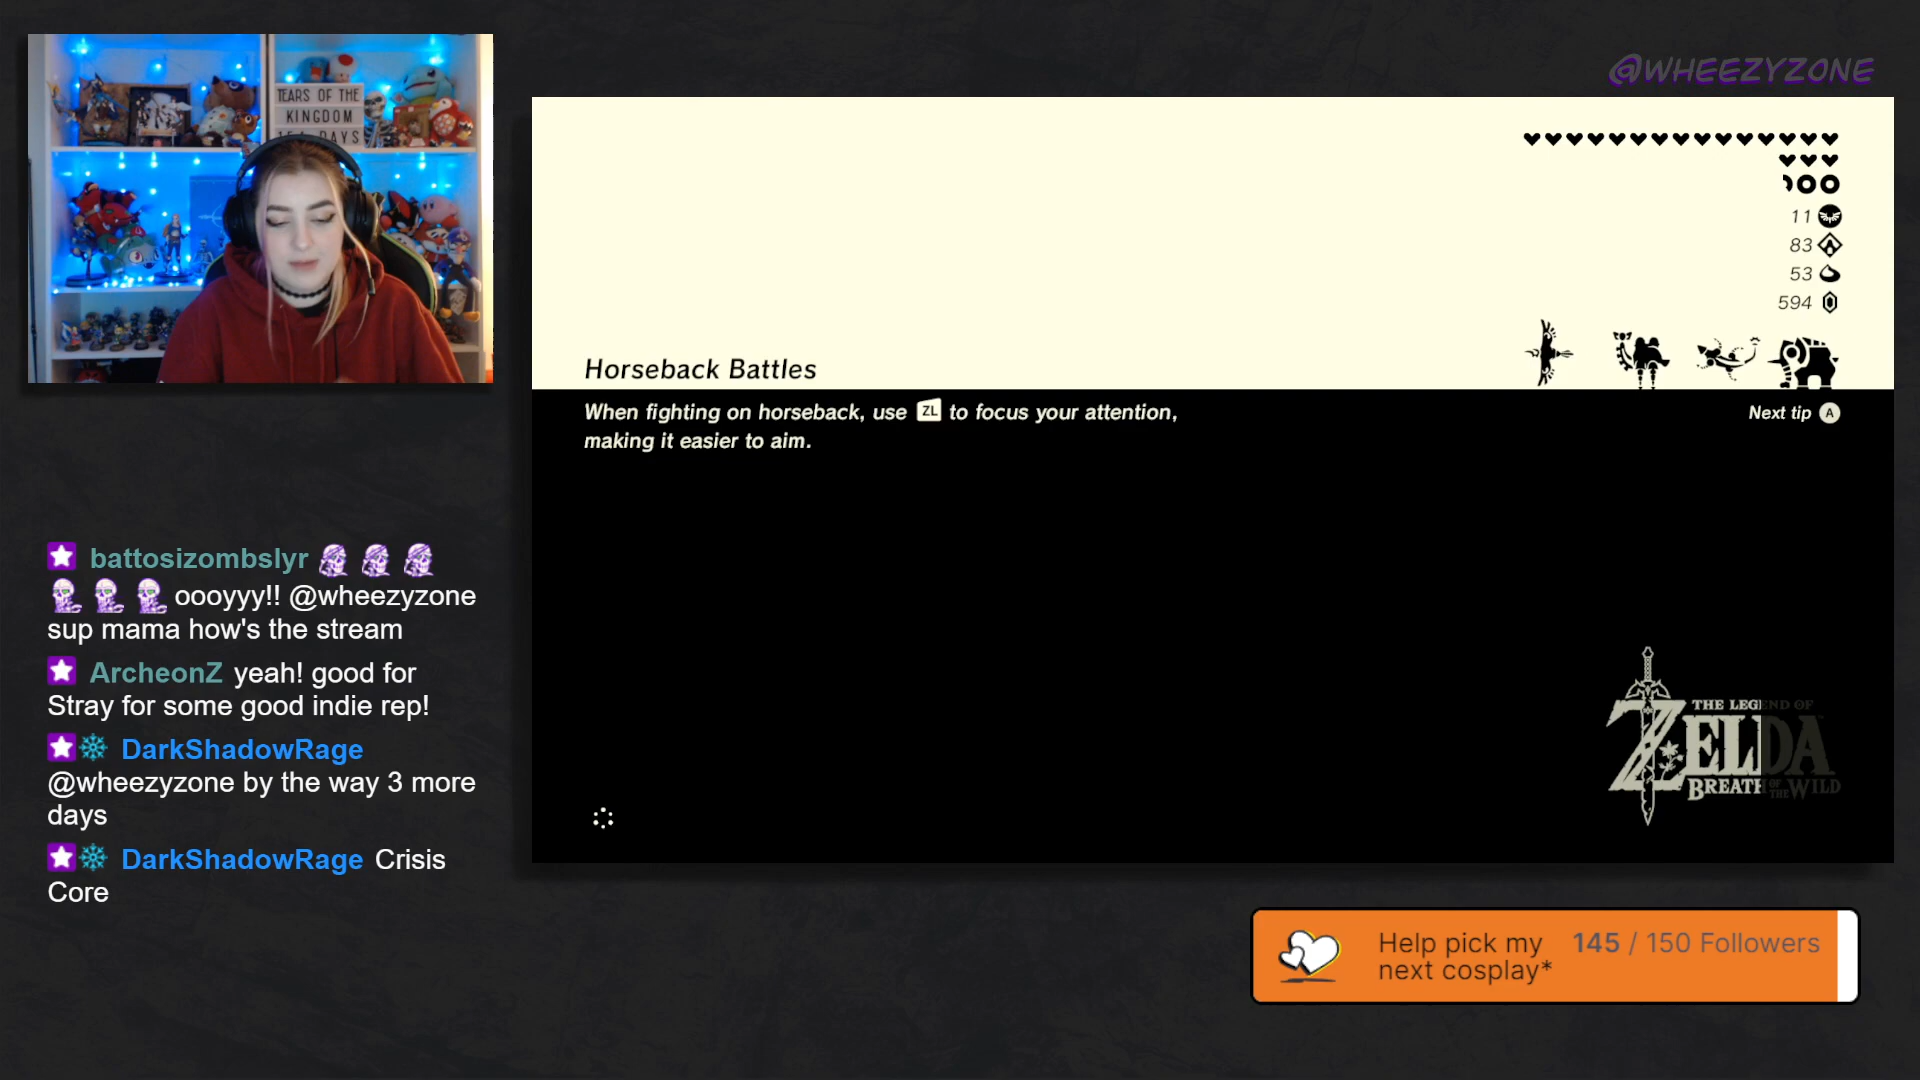 @WHEEZYZONE
TEARS OF THE
KINGDOM
154 DAYS
11
83
53
594
Horseback Battles
When fighting on horseback, use ZL to focus your attention,
making it easier to aim.
Next tip A
battosizombslyr
oooyyy!! @wheezyzone
sup mama how's the stream
ArcheonZ yeah! good for
Stray for some good indie rep!
DarkShadowRage
@wheezyzone by the way 3 more
days
DarkShadowRage Crisis
Core
THE LEGEND OF
ZELDA
BREATH OF THE WILD
Help pick my
next cosplay*
145 / 150 Followers